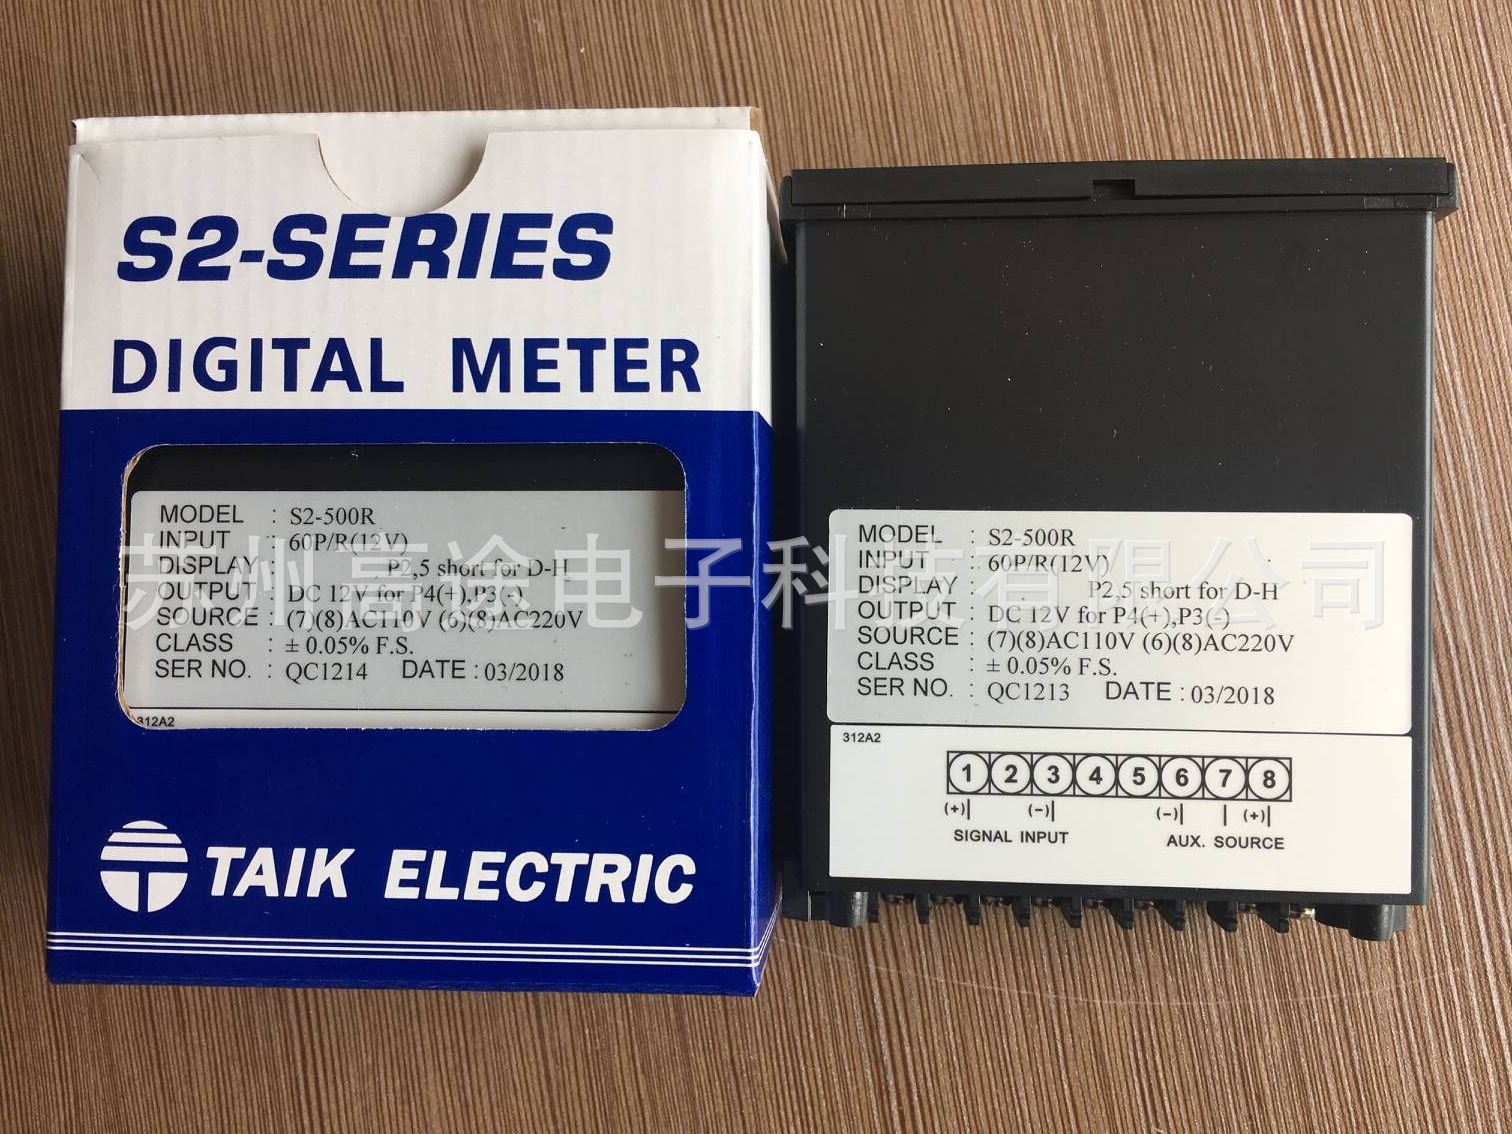 S2-SERIES
DIGITAL METER
MODEL : S2-500R
INPUT : 60P/R(12V)
DISPLAY : P2,5 short for D-H
OUTPUT : DC 12V for P4(+),P3(-)
SOURCE : (7)(8)AC110V (6)(8)AC220V
CLASS : ± 0.05% F.S.
SER NO. : QC1214 DATE : 03/2018
312A2
TAIK ELECTRIC
MODEL : S2-500R
INPUT : 60P/R(12V)
DISPLAY : P2,5 short for D-H
OUTPUT : DC 12V for P4(+),P3(-)
SOURCE : (7)(8)AC110V (6)(8)AC220V
CLASS : ± 0.05% F.S.
SER NO. : QC1213 DATE : 03/2018
312A2
1 2 3 4 5 6 7 8
(+) (-) (-) (+)
SIGNAL INPUT AUX. SOURCE
苏州高途电子科技有限公司